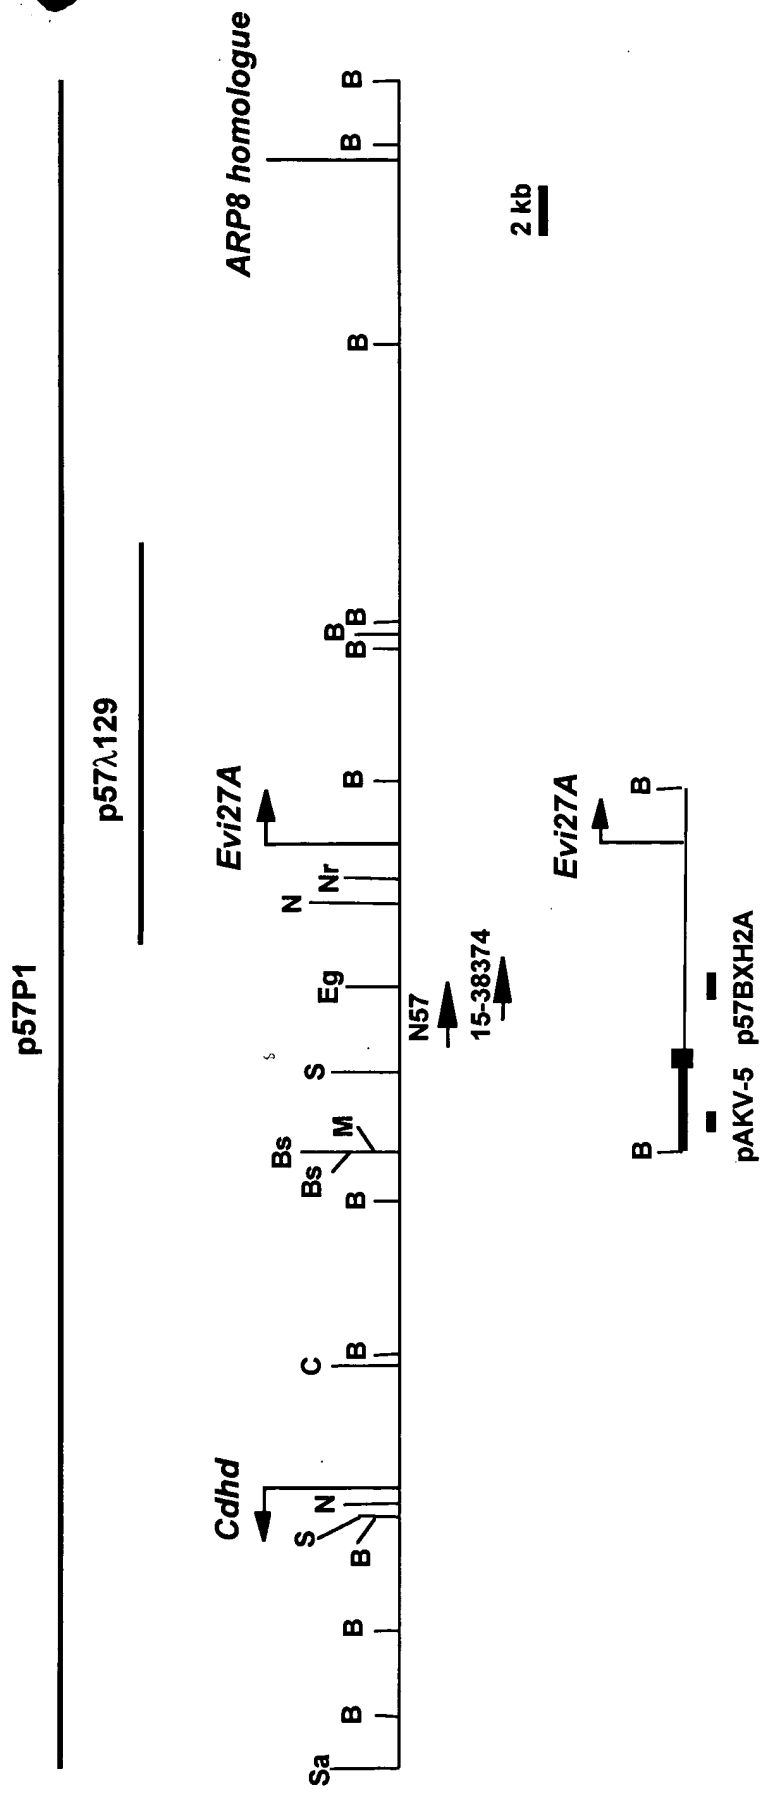 p57P1
p57λ129
Cdhd
Evi27A
ARP8 homologue
Sa
B
B
B
S
N
C
B
B
Bs
Bs
M
S
Eg
N
Nr
B
B
B
B
B
B
B
N57
15-38374
2 kb
Evi27A
B
B
pAKV-5
p57BXH2A